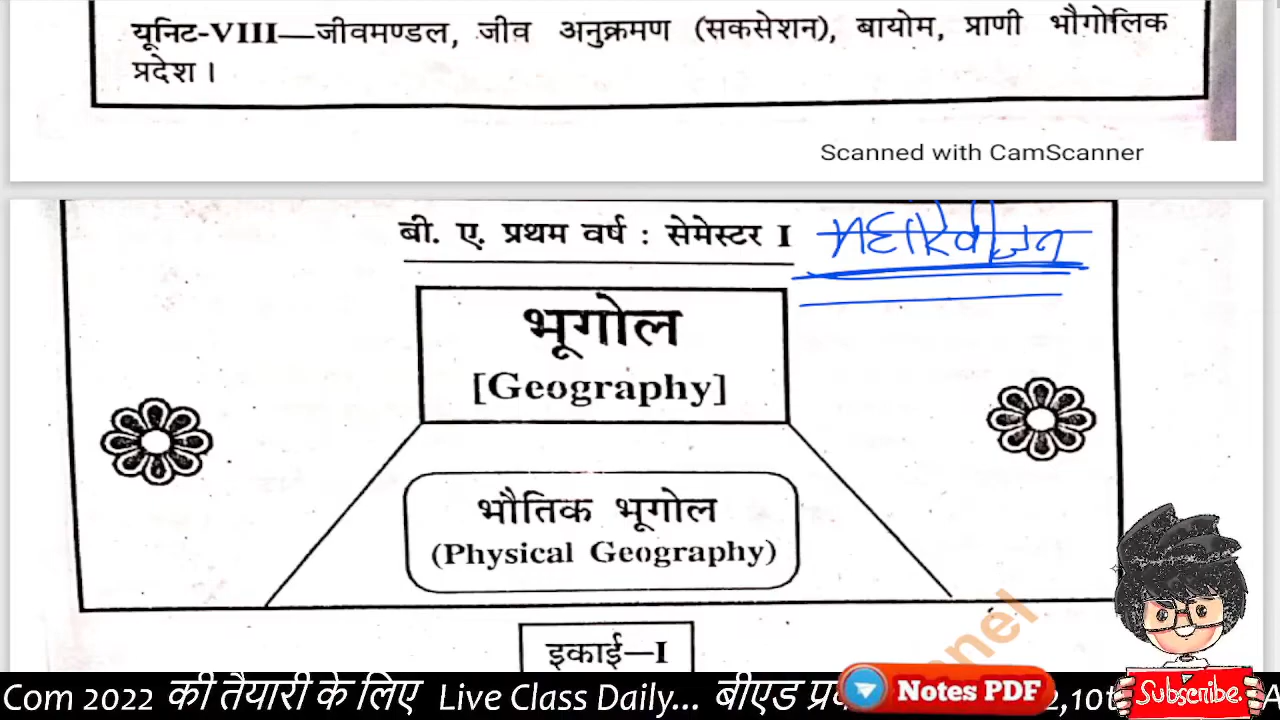 यूनिट-VIII—जीवमण्डल, जीव अनुक्रमण (सकसेशन), बायोम, प्राणी भौगोलिक
प्रदेश।
Scanned with CamScanner
बी. ए. प्रथम वर्ष : सेमेस्टर I
भूगोल
[Geography]
भौतिक भूगोल
(Physical Geography)
इकाई—I
Com 2022 की तैयारी के लिए Live Class Daily... बीएड
Notes PDF
Subscribe.